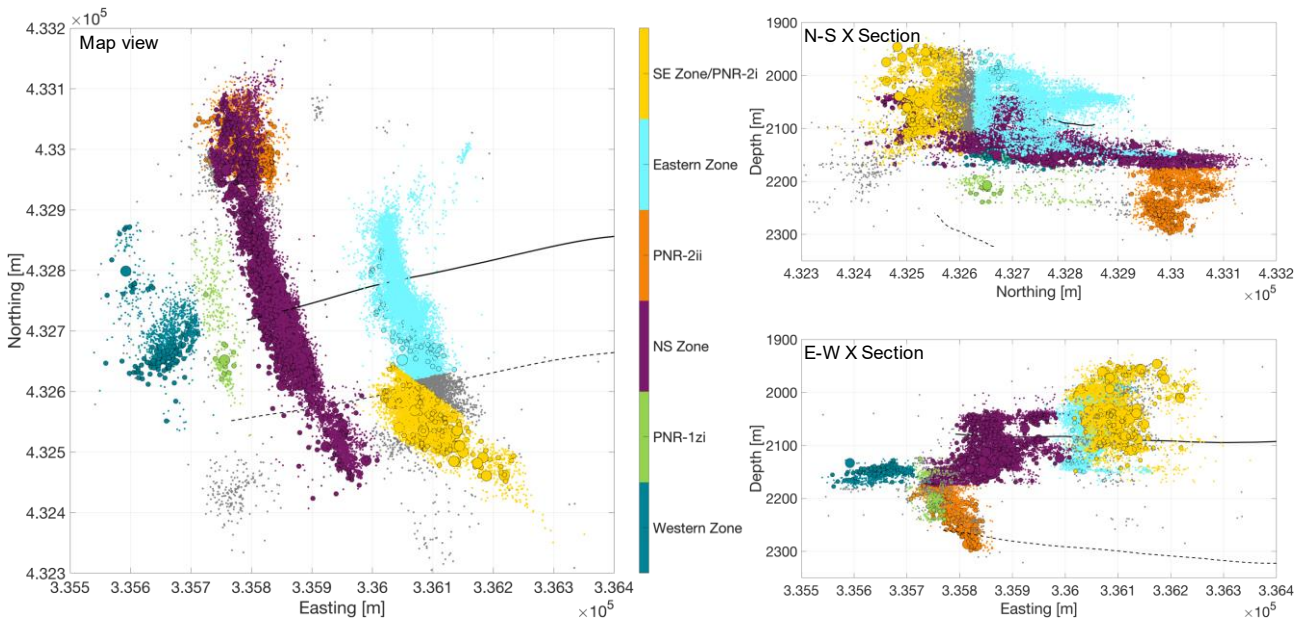 ×10⁵
Map view
4.332
4.331
4.33
4.329
4.328
4.327
4.326
4.325
4.324
4.323
Northing [m]
3.355 3.356 3.357 3.358 3.359 3.36 3.361 3.362 3.363 3.364
Easting [m]
×10⁵
SE Zone/PNR-2i
Eastern Zone
PNR-2ii
NS Zone
PNR-1zi
Western Zone
N-S X Section
1900
2000
2100
2200
2300
Depth [m]
4.323 4.324 4.325 4.326 4.327 4.328 4.329 4.33 4.331 4.332
Northing [m]
×10⁵
E-W X Section
1900
2000
2100
2200
2300
Depth [m]
3.355 3.356 3.357 3.358 3.359 3.36 3.361 3.362 3.363 3.364
Easting [m]
×10⁵